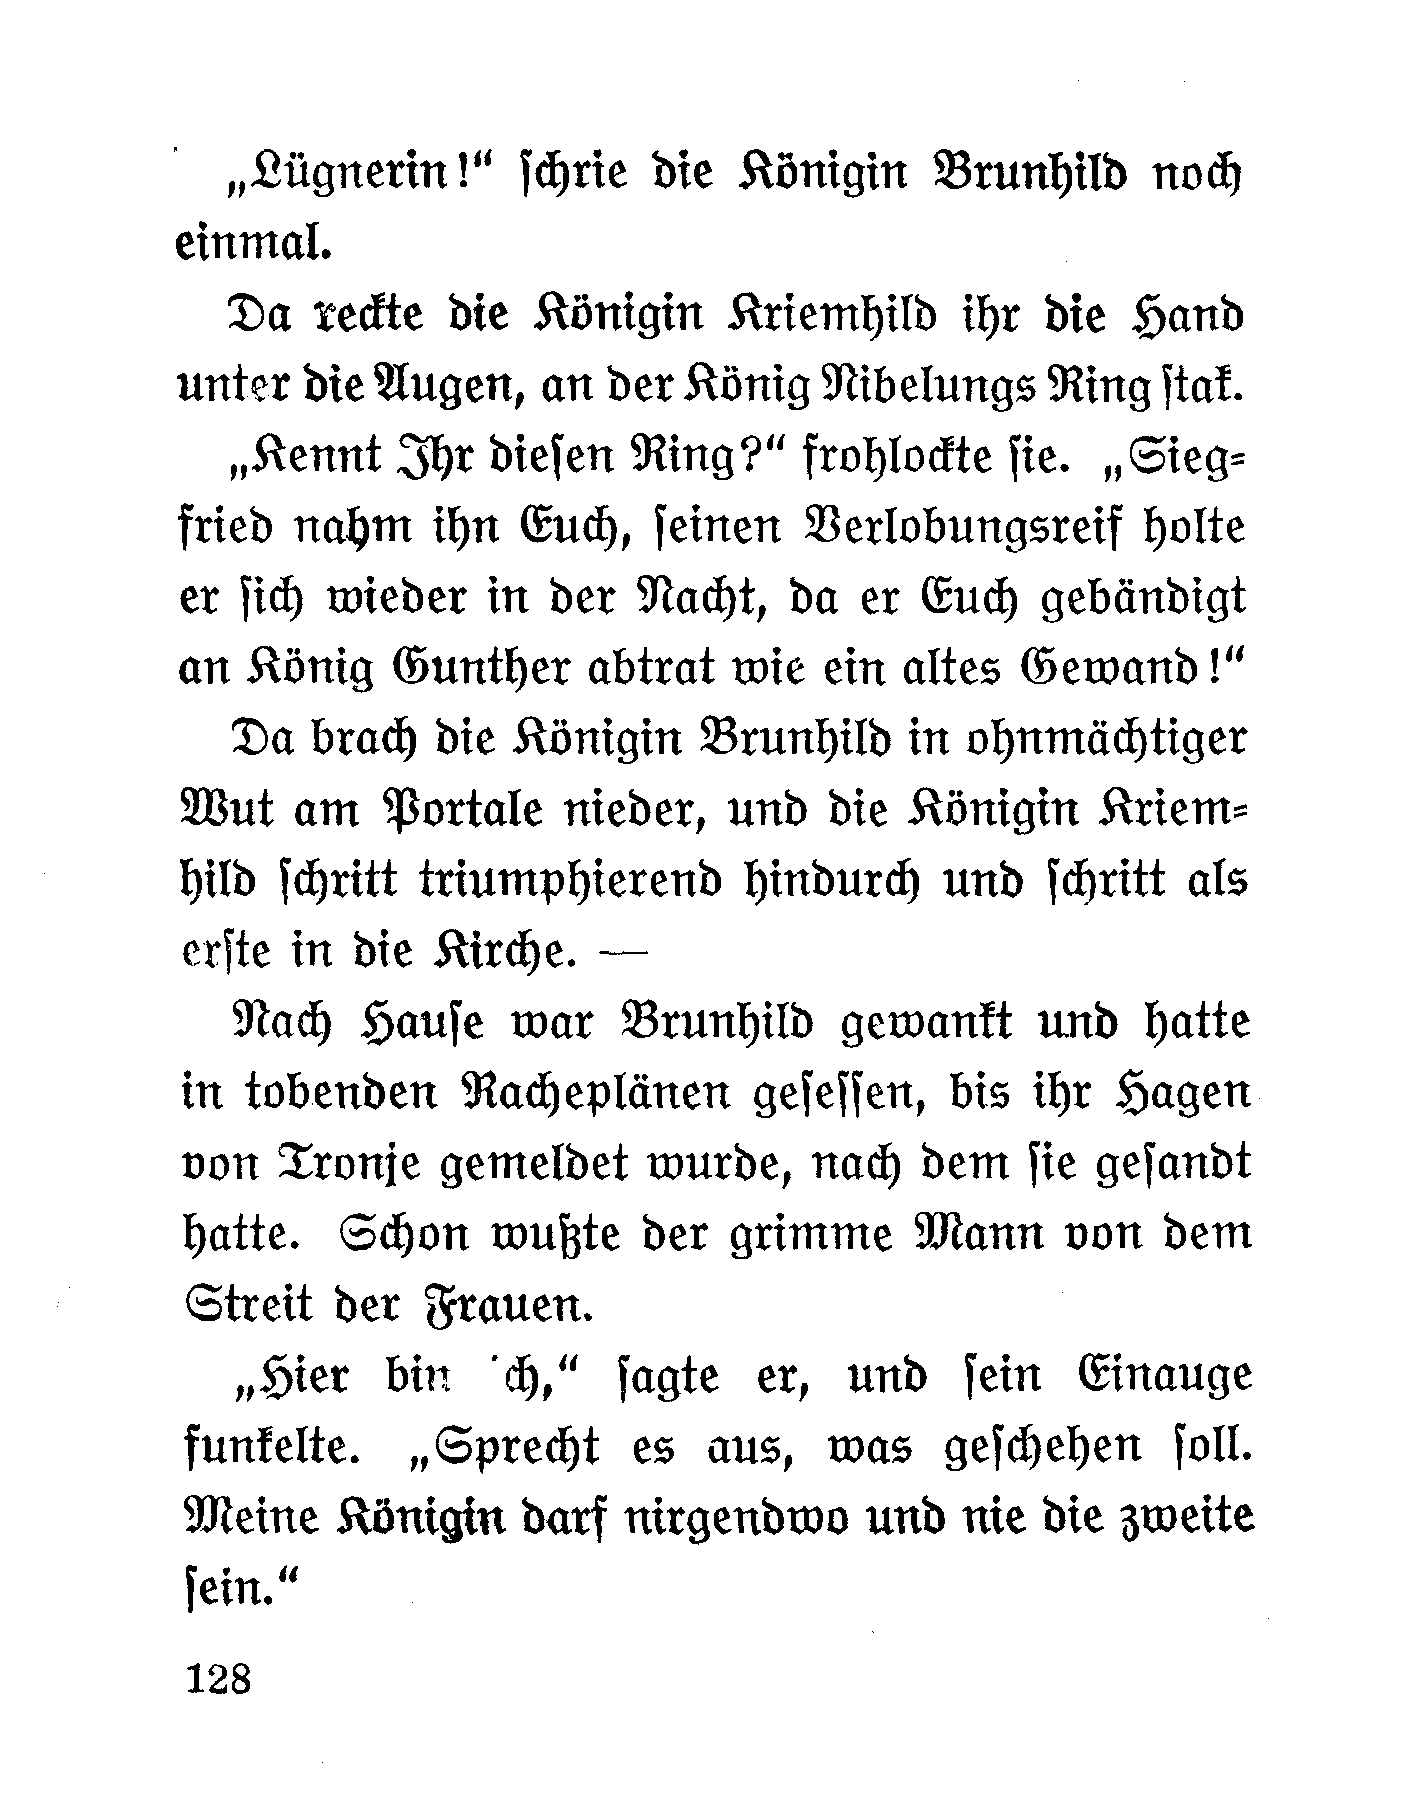 „Lügnerin!“ ſchrie die Königin Brunhild noch
einmal.
Da reckte die Königin Kriemhild ihr die Hand
unter die Augen, an der König Nibelungs Ring ſtak.
„Kennt Ihr dieſen Ring?“ frohlockte ſie. „Sieg-
fried nahm ihn Euch, ſeinen Verlobungsreif holte
er ſich wieder in der Nacht, da er Euch gebändigt
an König Gunther abtrat wie ein altes Gewand!“
Da brach die Königin Brunhild in ohnmächtiger
Wut am Portale nieder, und die Königin Kriem-
hild ſchritt triumphierend hindurch und ſchritt als
erſte in die Kirche. —
Nach Hauſe war Brunhild gewankt und hatte
in tobenden Racheplänen geſeſſen, bis ihr Hagen
von Tronje gemeldet wurde, nach dem ſie geſandt
hatte. Schon wußte der grimme Mann von dem
Streit der Frauen.
„Hier bin ich,“ ſagte er, und ſein Einauge
funkelte. „Sprecht es aus, was geſchehen ſoll.
Meine Königin darf nirgendwo und nie die zweite
ſein.“
128